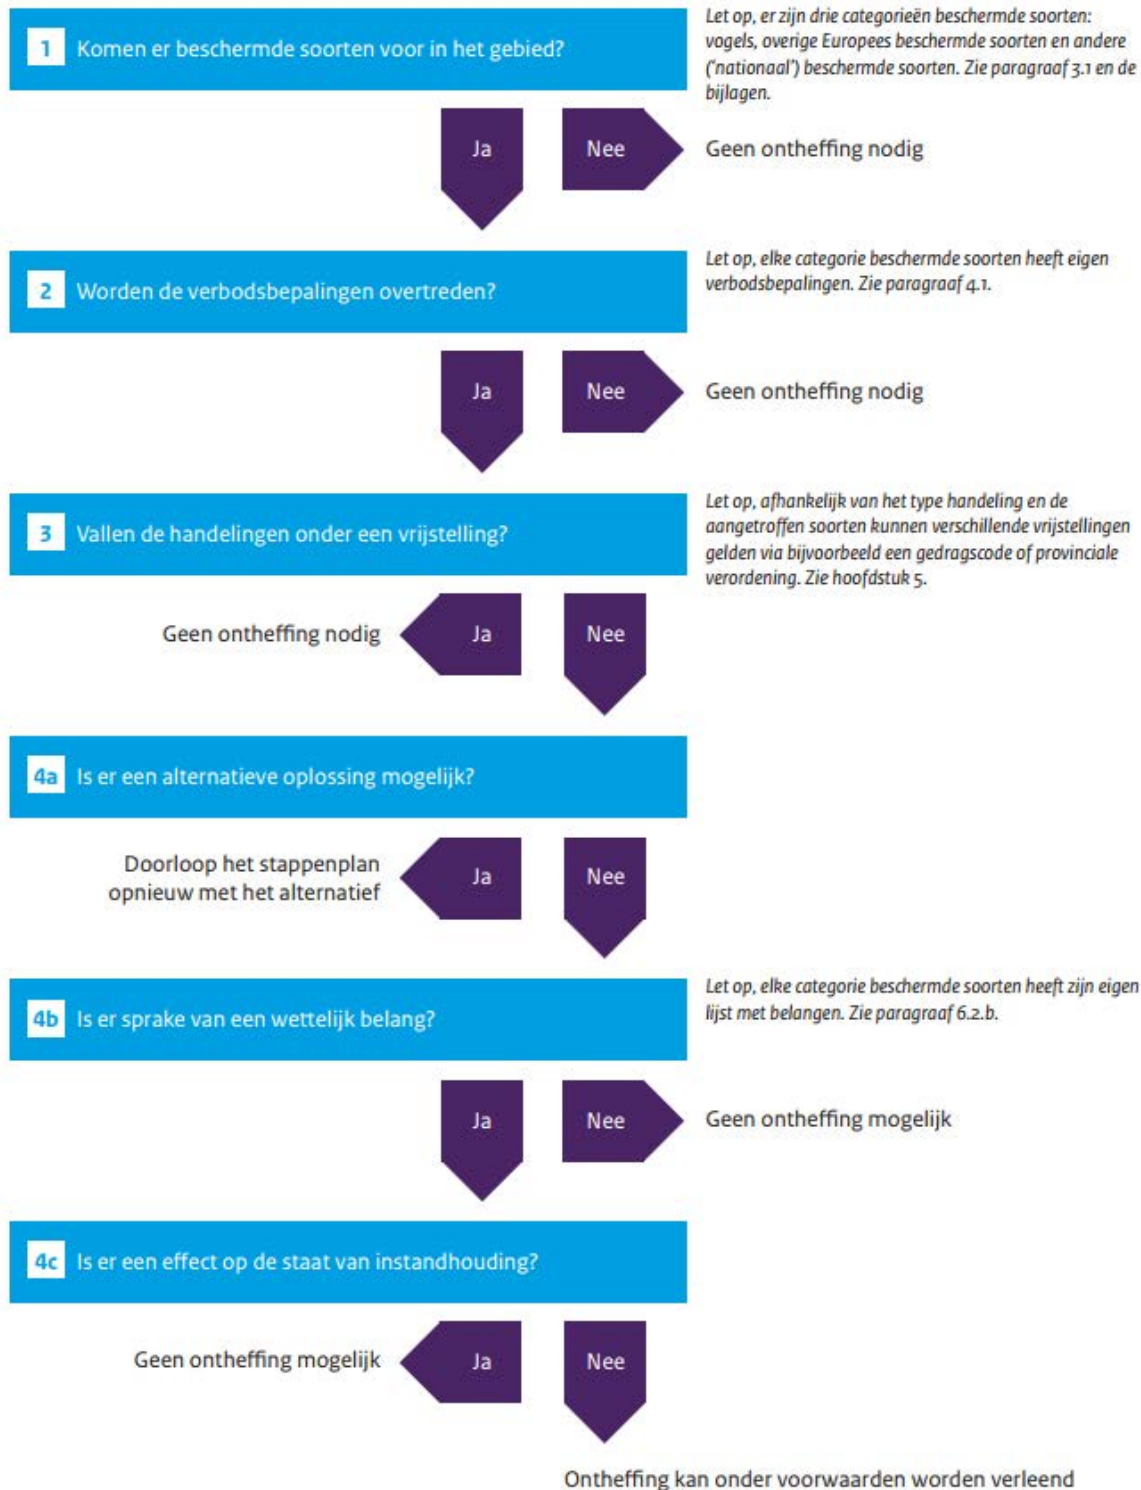 1 Komen er beschermde soorten voor in het gebied?
Let op, er zijn drie categorieën beschermde soorten:
vogels, overige Europees beschermde soorten en andere
('nationaal') beschermde soorten. Zie paragraaf 3.1 en de
bijlagen.
Ja
Nee
Geen ontheffing nodig
2 Worden de verbodsbepalingen overtreden?
Let op, elke categorie beschermde soorten heeft eigen
verbodsbepalingen. Zie paragraaf 4.1.
Ja
Nee
Geen ontheffing nodig
3 Vallen de handelingen onder een vrijstelling?
Let op, afhankelijk van het type handeling en de
aangetroffen soorten kunnen verschillende vrijstellingen
gelden via bijvoorbeeld een gedragscode of provinciale
verordening. Zie hoofdstuk 5.
Geen ontheffing nodig
Ja
Nee
4a Is er een alternatieve oplossing mogelijk?
Doorloop het stappenplan
opnieuw met het alternatief
Ja
Nee
4b Is er sprake van een wettelijk belang?
Let op, elke categorie beschermde soorten heeft zijn eigen
lijst met belangen. Zie paragraaf 6.2.b.
Ja
Nee
Geen ontheffing mogelijk
4c Is er een effect op de staat van instandhouding?
Geen ontheffing mogelijk
Ja
Nee
Ontheffing kan onder voorwaarden worden verleend